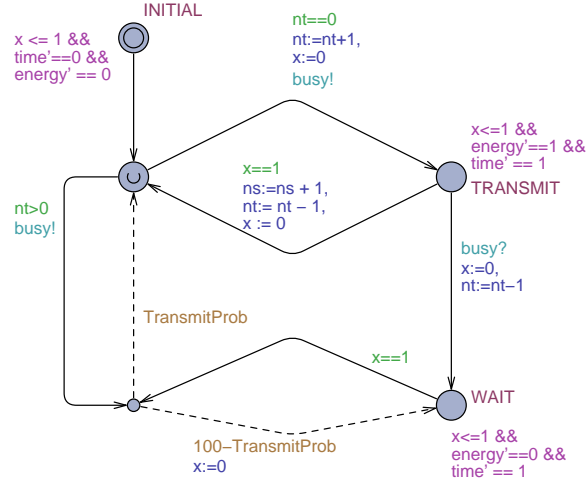 INITIAL
x <= 1 &&
time'==0 &&
energy' == 0
nt==0
nt:=nt+1,
x:=0
busy!
x<=1 &&
energy'==1 &&
time' == 1
TRANSMIT
x==1
ns:=ns + 1,
nt:= nt − 1,
x := 0
U
nt>0
busy!
busy?
x:=0,
nt:=nt−1
TransmitProb
x==1
WAIT
100−TransmitProb
x:=0
x<=1 &&
energy'==0 &&
time' = 1